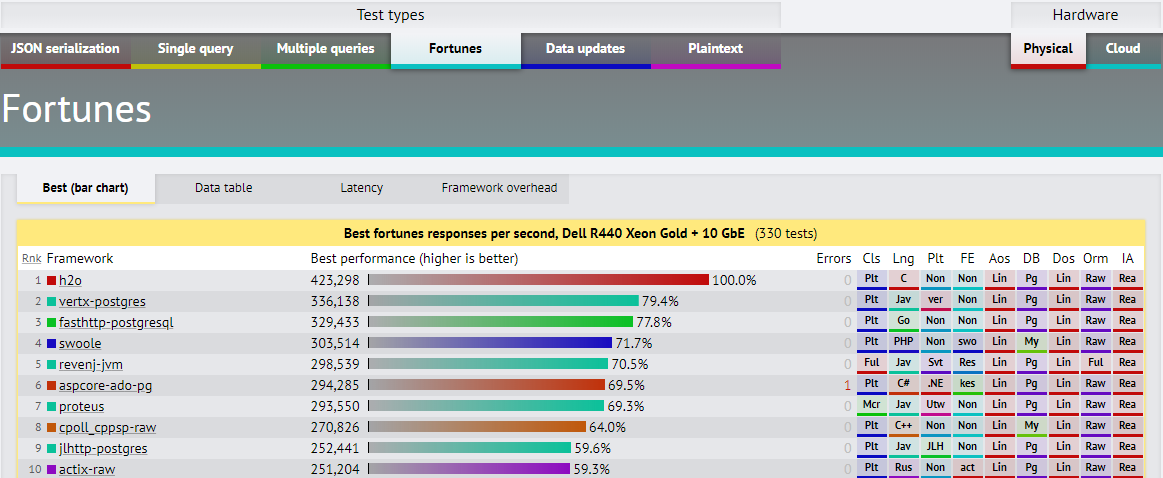 Test types Hardware
JSON serialization Single query Multiple queries Fortunes Data updates Plaintext Physical Cloud
Fortunes
Best (bar chart) Data table Latency Framework overhead
Best fortunes responses per second, Dell R440 Xeon Gold + 10 GbE (330 tests)
Rnk Framework Best performance (higher is better) Errors Cls Lng Plt FE Aos DB Dos Orm IA
1 h2o 423,298 100.0% 0 Plt C Non Non Lin Pg Lin Raw Rea
2 vertx-postgres 336,138 79.4% 0 Plt Jav ver Non Lin Pg Lin Raw Rea
3 fasthttp-postgresql 329,433 77.8% 0 Plt Go Non Non Lin Pg Lin Raw Rea
4 swoole 303,514 71.7% 0 Plt PHP Non swo Lin My Lin Raw Rea
5 revenj-jvm 298,539 70.5% 0 Ful Jav Svt Res Lin Pg Lin Ful Rea
6 aspcore-ado-pg 294,285 69.5% 1 Plt C# .NE kes Lin Pg Lin Raw Rea
7 proteus 293,550 69.3% 0 Mcr Jav Utw Non Lin Pg Lin Raw Rea
8 cpoll_cppsp-raw 270,826 64.0% 0 Plt C++ Non Non Lin My Lin Raw Rea
9 jlhttp-postgres 252,441 59.6% 0 Plt Jav JLH Non Lin Pg Lin Raw Rea
10 actix-raw 251,204 59.3% 0 Plt Rus Non act Lin Pg Lin Raw Rea